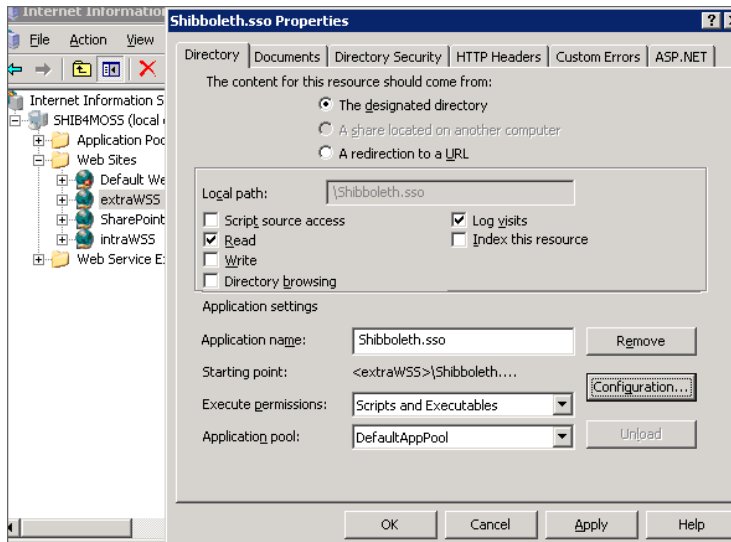 Internet Information
File Action View
Internet Information S
SHIB4MOSS (local
Application Poo
Web Sites
Default We
extraWSS
SharePoint
intraWSS
Web Service E
Shibboleth.sso Properties
Directory Documents Directory Security HTTP Headers Custom Errors ASP.NET
The content for this resource should come from:
The designated directory
A share located on another computer
A redirection to a URL
Local path: \Shibboleth.sso
Script source access Log visits
Read Index this resource
Write
Directory browsing
Application settings
Application name: Shibboleth.sso Remove
Starting point: <extraWSS>\Shibboleth....
Configuration...
Execute permissions: Scripts and Executables
Application pool: DefaultAppPool Unload
OK Cancel Apply Help